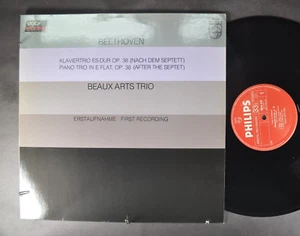 BEETHOVEN
KLAVIERTRIO ES-DUR OP. 38 (NACH DEM SEPTETT)
PIANO TRIO IN E FLAT, OP. 38 (AFTER THE SEPTET)
BEAUX ARTS TRIO
ERSTAUFNAHME FIRST RECORDING
PHILIPS